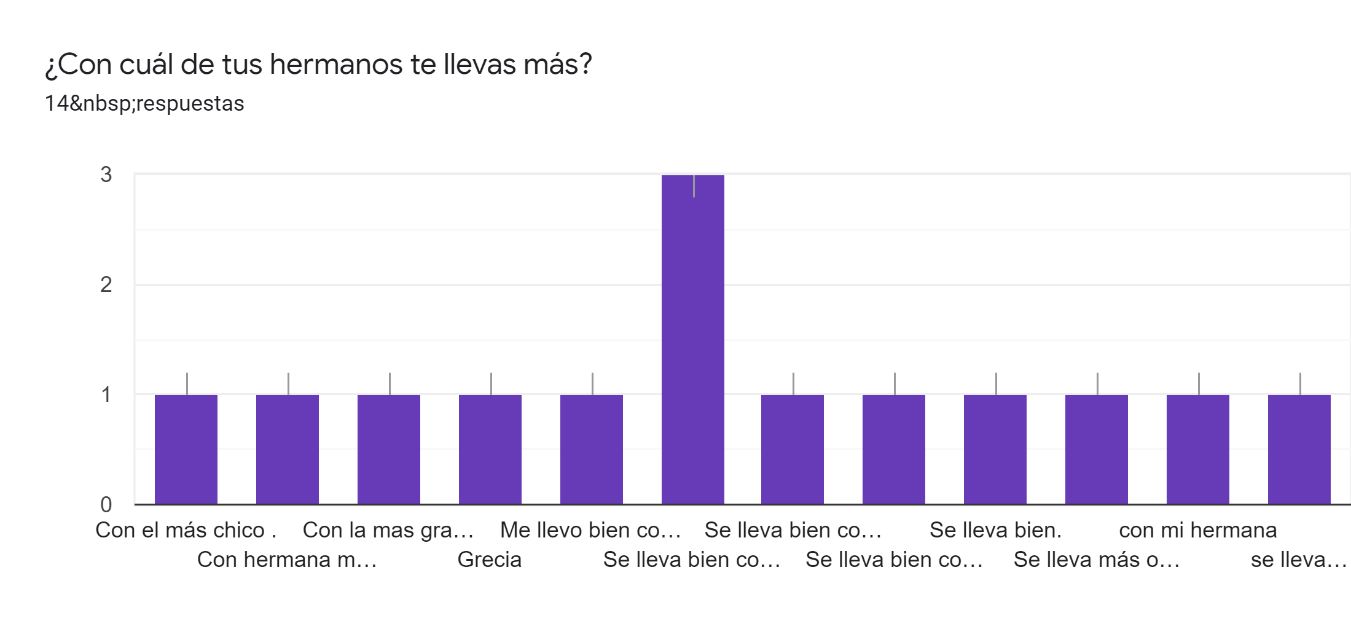 ¿Con cuál de tus hermanos te llevas más?
14&nbsp;respuestas
3
2
1
0
Con el más chico .
Con la mas gra…
Me llevo bien co…
Se lleva bien co…
Se lleva bien.
con mi hermana
Con hermana m…
Grecia
Se lleva bien co…
Se lleva bien co…
Se lleva más o…
se lleva…